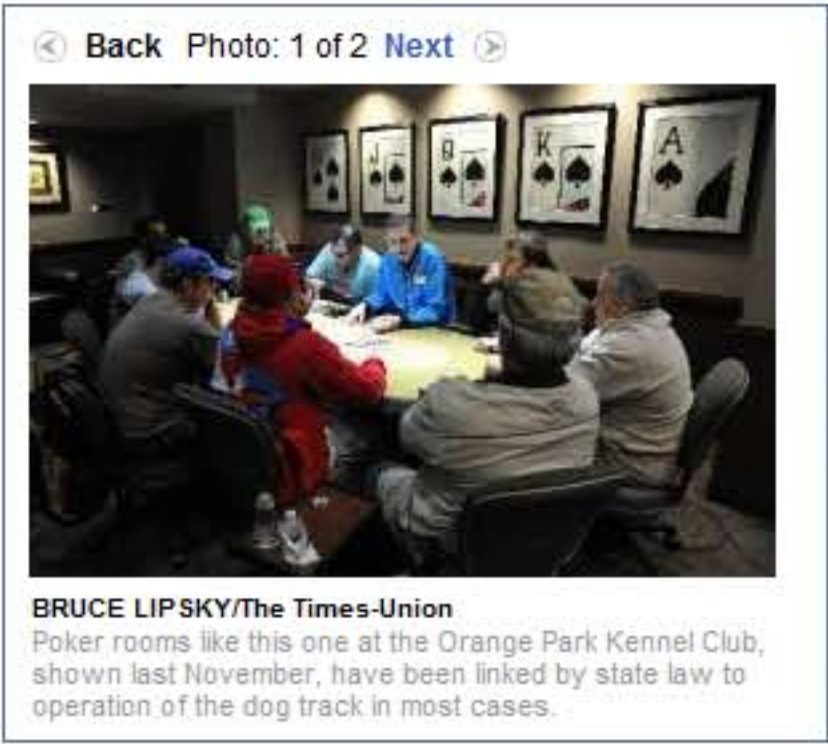 Back Photo: 1 of 2 Next
J
Q
K
A
BRUCE LIPSKY/The Times-Union
Poker rooms like this one at the Orange Park Kennel Club,
shown last November, have been linked by state law to
operation of the dog track in most cases.